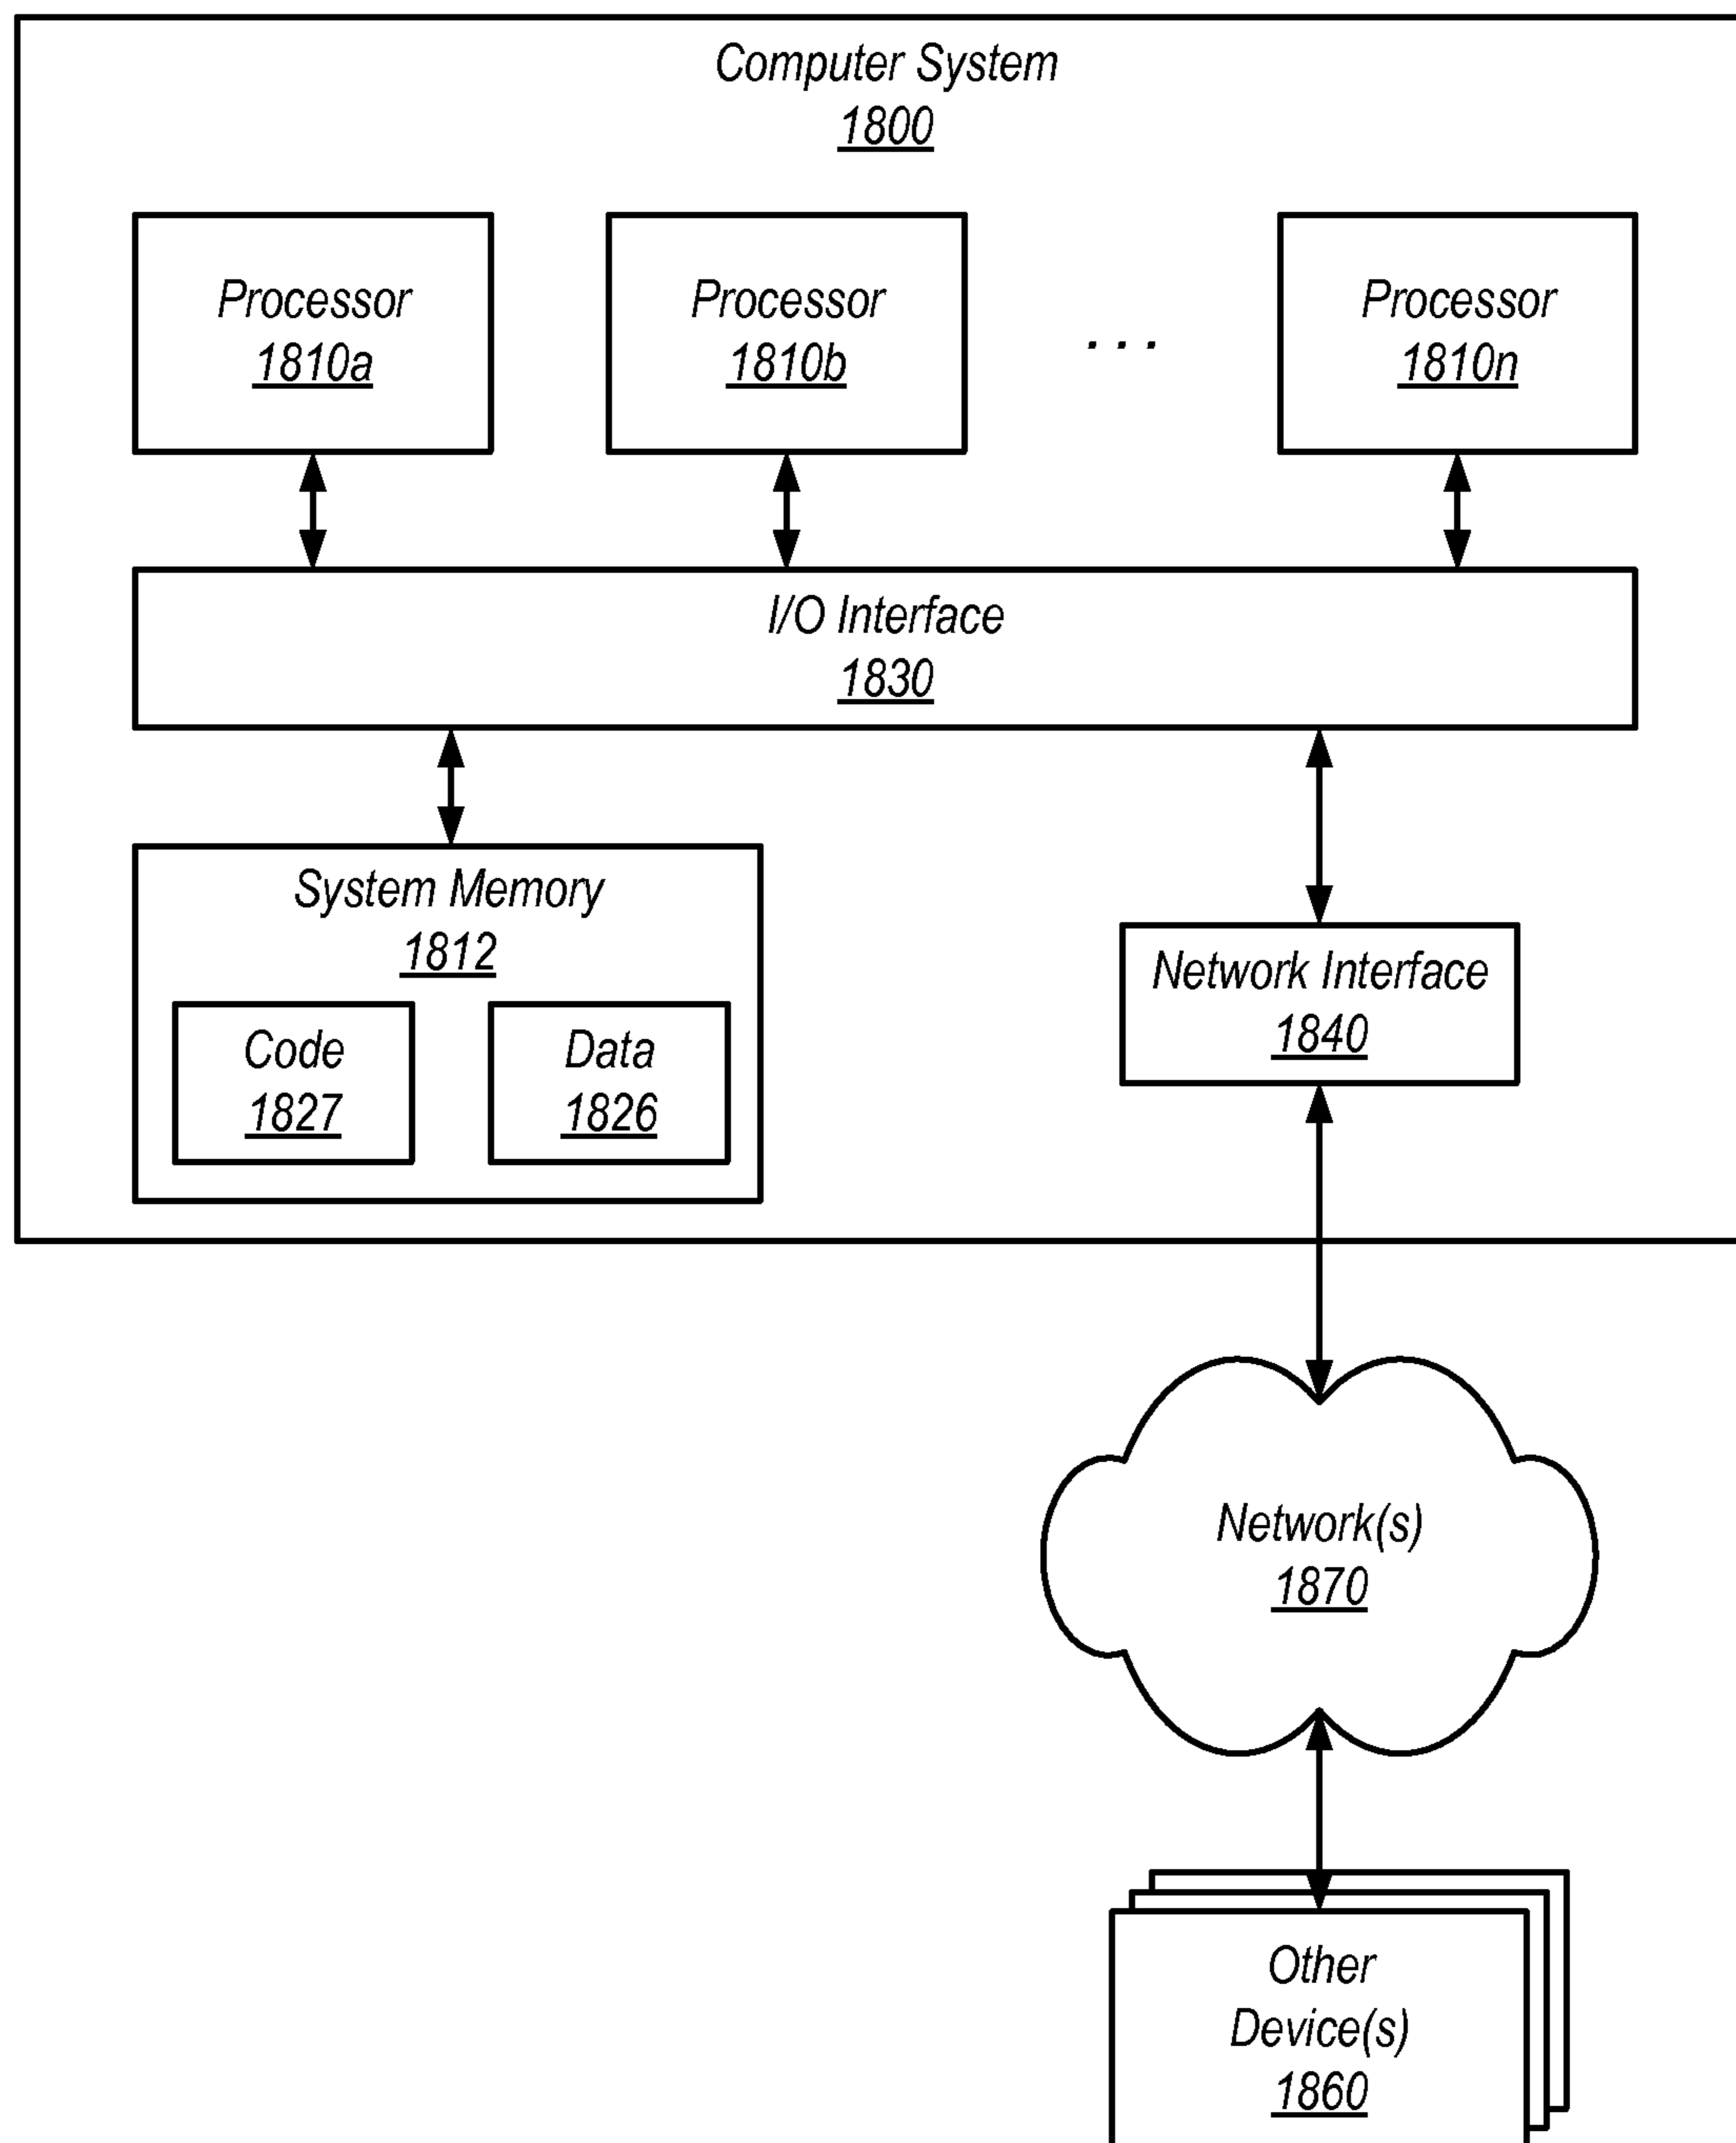 Computer System
1800
Processor
1810a
Processor
1810b
. . .
Processor
1810n
I/O Interface
1830
System Memory
1812
Code
1827
Data
1826
Network Interface
1840
Network(s)
1870
Other
Device(s)
1860